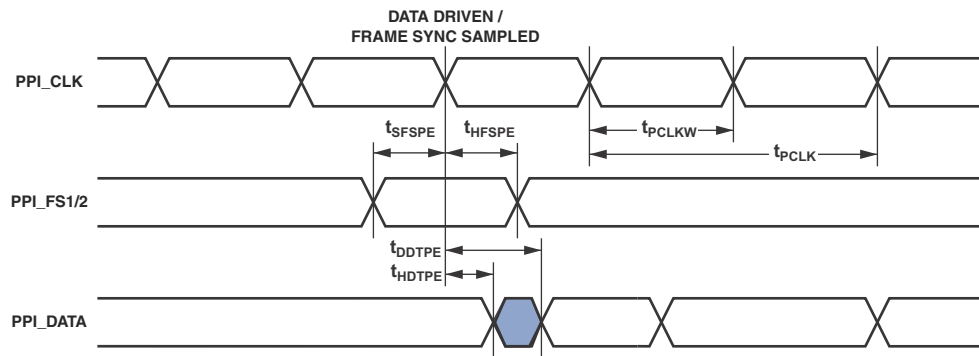 DATA DRIVEN /
FRAME SYNC SAMPLED
PPI_CLK
tSFSPE
tHFSPE
tPCLKW
tPCLK
PPI_FS1/2
tDDTPE
tHDTPE
PPI_DATA